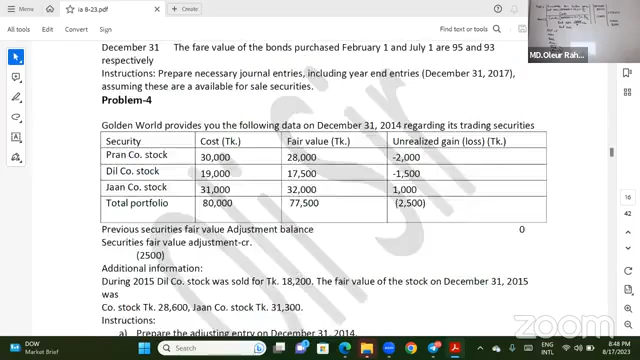 ia 8-23.pdf
Convert
E-Sign
Find text or tools
MD.Oleur Rah...
December 31 The fare value of the bonds purchased February 1 and July 1 are 95 and 93
respectively
Instructions: Prepare necessary journal entries, including year end entries (December 31, 2017),
assuming these are a available for sale securities.
Problem-4
Golden World provides you the following data on December 31, 2014 regarding its trading securities
Security Cost (Tk.) Fair value (Tk.) Unrealized gain (loss) (Tk.)
Pran Co. stock 30,000 28,000 -2,000
Dil Co. stock 19,000 17,500 -1,500
Jaan Co. stock 31,000 32,000 1,000
Total portfolio 80,000 77,500 (2,500)
Previous securities fair value Adjustment balance 0
Securities fair value adjustment-cr.
(2500)
Additional information:
During 2015 Dil Co. stock was sold for Tk. 18,200. The fair value of the stock on December 31, 2015
was
Co. stock Tk. 28,600, Jaan Co. stock Tk. 31,300.
Instructions:
a) Prepare the adjusting entry on December 31, 2014.
Oli Sir
16
42
FACEBOOK LIVE
DOW
Market Brief
Search
ENG
INTL
8:48 PM
8/17/2023